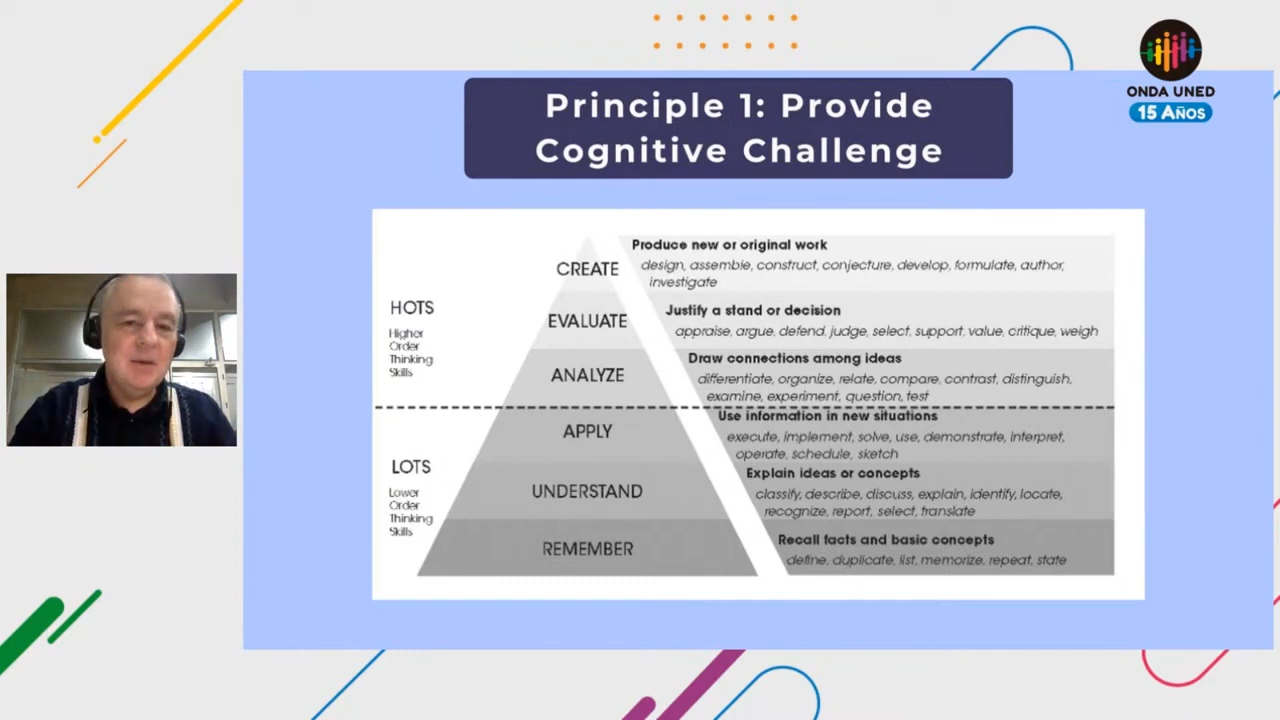 ONDA UNED
15 AÑOS
Principle 1: Provide
Cognitive Challenge
HOTS
Higher
Order
Thinking
Skills
LOTS
Lower
Order
Thinking
Skills
CREATE
EVALUATE
ANALYZE
APPLY
UNDERSTAND
REMEMBER
Produce new or original work
design, assemble, construct, conjecture, develop, formulate, author,
investigate
Justify a stand or decision
appraise, argue, defend, judge, select, support, value, critique, weigh
Draw connections among ideas
differentiate, organize, relate, compare, contrast, distinguish,
examine, experiment, question, test
Use information in new situations
execute, implement, solve, use, demonstrate, interpret,
operate, schedule, sketch
Explain ideas or concepts
classify, describe, discuss, explain, identify, locate,
recognize, report, select, translate
Recall facts and basic concepts
define, duplicate, list, memorize, repeat, state